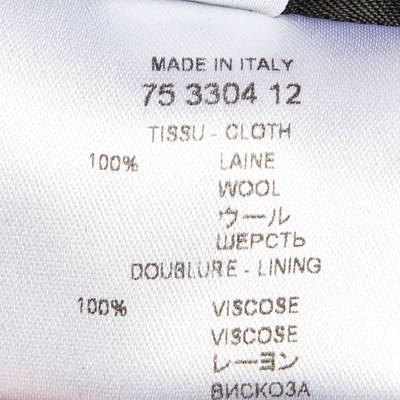 MADE IN ITALY
75 3304 12
TISSU - CLOTH
100% LAINE
WOOL
ウール
ШЕРСТЬ
DOUBLURE - LINING
100% VISCOSE
VISCOSE
レーヨン
ВИСКОЗА